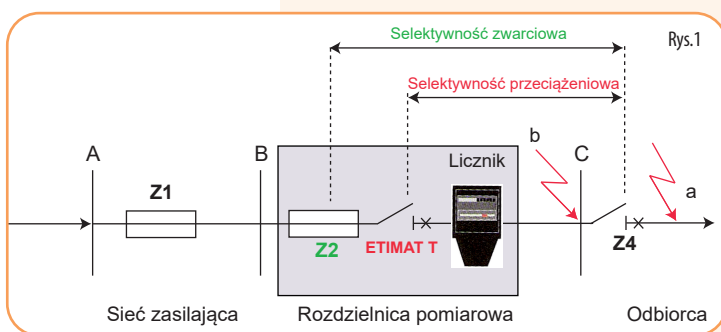 Rys.1
Selektywność zwarciowa
Selektywność przeciążeniowa
A
Z1
B
Licznik
b
C
a
Z2
ETIMAT T
Z4
Sieć zasilająca
Rozdzielnica pomiarowa
Odbiorca